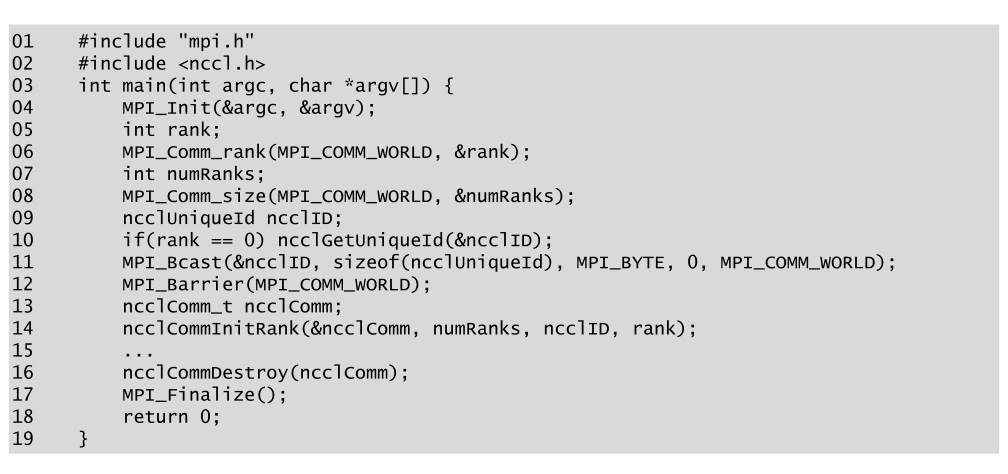 01 #include "mpi.h"
02 #include <nccl.h>
03 int main(int argc, char *argv[]) {
04 MPI_Init(&argc, &argv);
05 int rank;
06 MPI_Comm_rank(MPI_COMM_WORLD, &rank);
07 int numRanks;
08 MPI_Comm_size(MPI_COMM_WORLD, &numRanks);
09 ncclUniqueId ncclID;
10 if(rank == 0) ncclGetUniqueId(&ncclID);
11 MPI_Bcast(&ncclID, sizeof(ncclUniqueId), MPI_BYTE, 0, MPI_COMM_WORLD);
12 MPI_Barrier(MPI_COMM_WORLD);
13 ncclComm_t ncclComm;
14 ncclCommInitRank(&ncclComm, numRanks, ncclID, rank);
15 ...
16 ncclCommDestroy(ncclComm);
17 MPI_Finalize();
18 return 0;
19 }